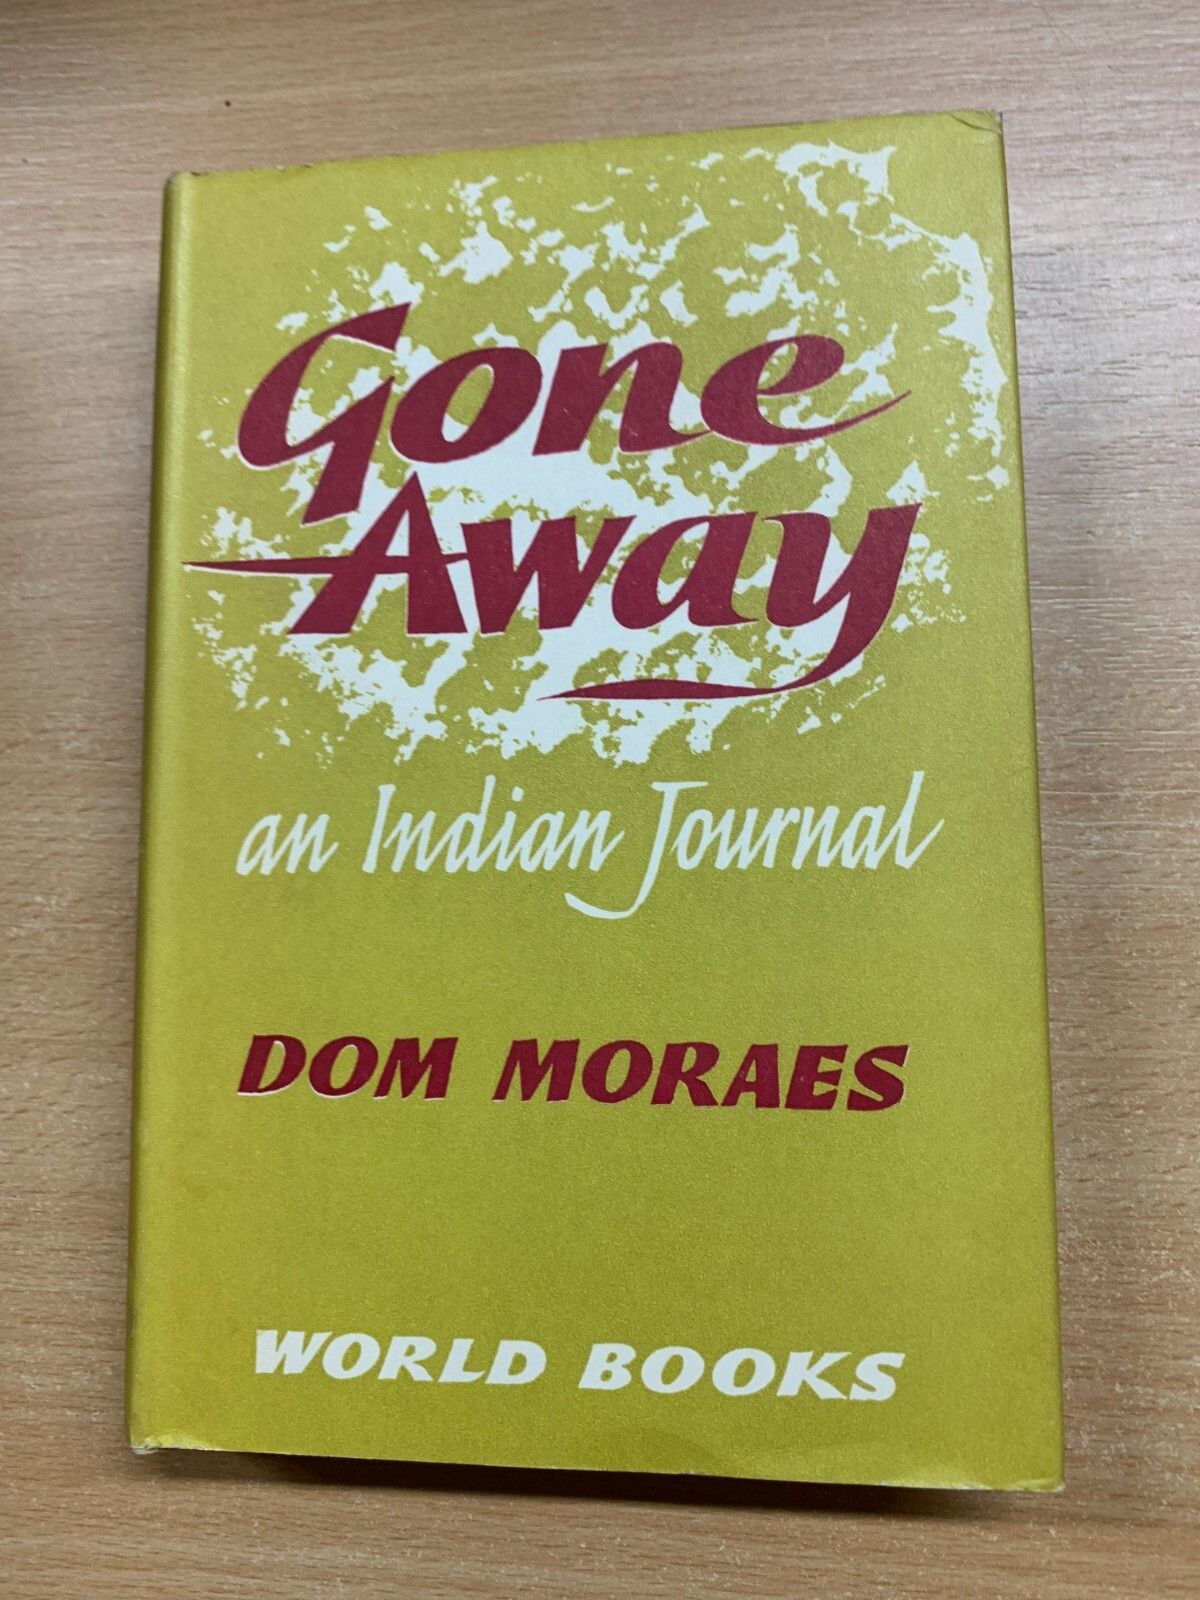 Gone
Away
an Indian Journal
DOM MORAES
WORLD BOOKS